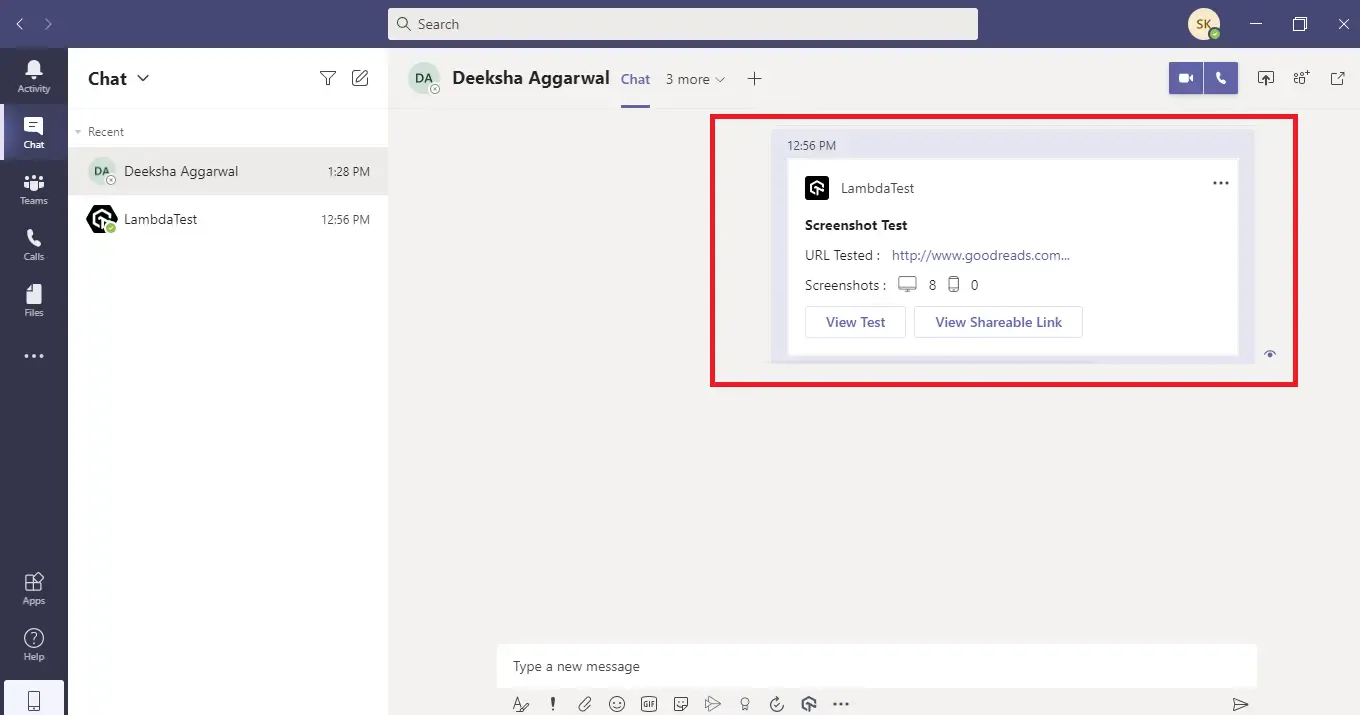 Search
SK
Activity
Chat
Teams
Calls
Files
Apps
Help
Chat
Recent
DA Deeksha Aggarwal 1:28 PM
LambdaTest 12:56 PM
DA Deeksha Aggarwal Chat 3 more
12:56 PM
LambdaTest
Screenshot Test
URL Tested : http://www.goodreads.com...
Screenshots : 8 0
View Test View Shareable Link
Type a new message
GIF